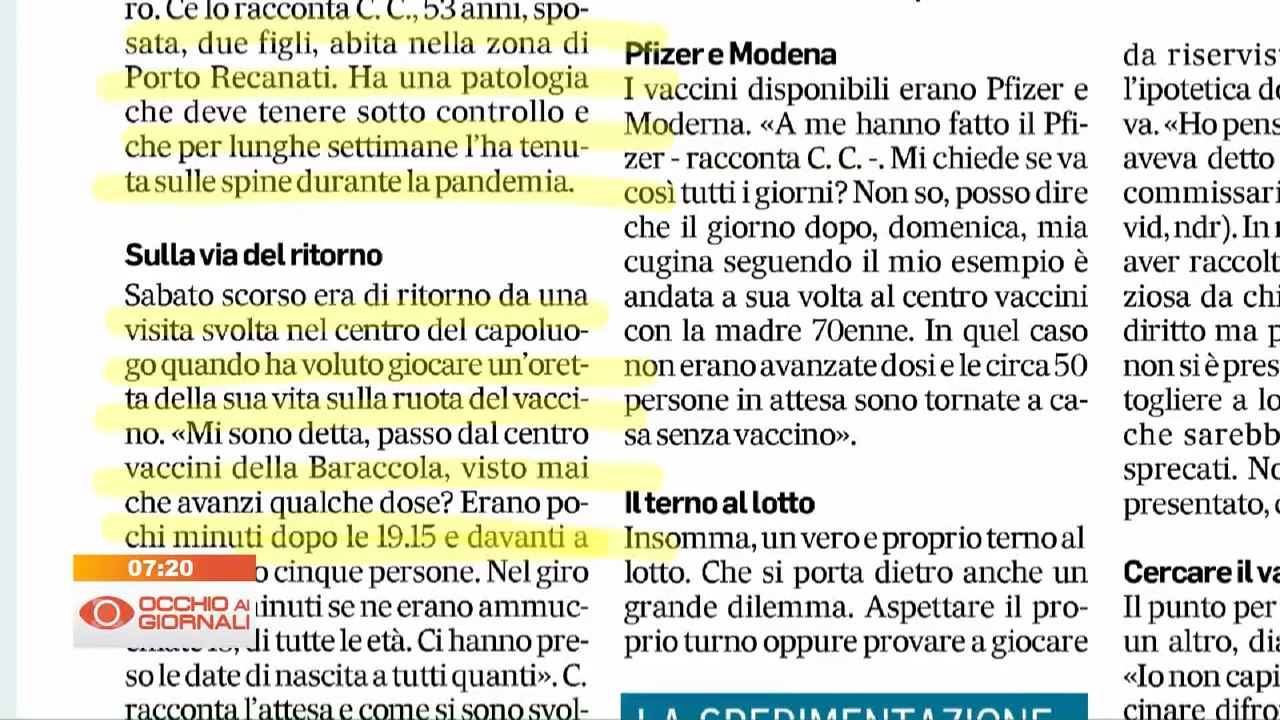 ro. Ce lo racconta C. C., 53 anni, spo-
sata, due figli, abita nella zona di
Porto Recanati. Ha una patologia
che deve tenere sotto controllo e
che per lunghe settimane l'ha tenu-
ta sulle spine durante la pandemia.
Sulla via del ritorno
Sabato scorso era di ritorno da una
visita svolta nel centro del capoluo-
go quando ha voluto giocare un'oret-
ta della sua vita sulla ruota del vacci-
no. «Mi sono detta, passo dal centro
vaccini della Baraccola, visto mai
che avanzi qualche dose? Erano po-
chi minuti dopo le 19.15 e davanti a
o cinque persone. Nel giro
inuti se ne erano ammuc-
di tutte le età. Ci hanno pre-
so le date di nascita a tutti quanti». C.
racconta l'attesa e come si sono svol-
Pfizer e Modena
I vaccini disponibili erano Pfizer e
Moderna. «A me hanno fatto il Pfi-
zer - racconta C. C. -. Mi chiede se va
così tutti i giorni? Non so, posso dire
che il giorno dopo, domenica, mia
cugina seguendo il mio esempio è
andata a sua volta al centro vaccini
con la madre 70enne. In quel caso
non erano avanzate dosi e le circa 50
persone in attesa sono tornate a ca-
sa senza vaccino».
Il terno al lotto
Insomma, un vero e proprio terno al
lotto. Che si porta dietro anche un
grande dilemma. Aspettare il pro-
prio turno oppure provare a giocare
LA SPERIMENTAZIONE
da riservis
l'ipotetica do
va. «Ho pens
aveva detto
commissari
vid, ndr). In
aver raccolt
ziosa da chi
diritto ma p
non si è pres
togliere a lo
che sarebb
sprecati. No
presentato,
Cercare il va
Il punto per
un altro, dia
«Io non capi
cinare difro
07:20
OCCHIO AI
GIORNALI